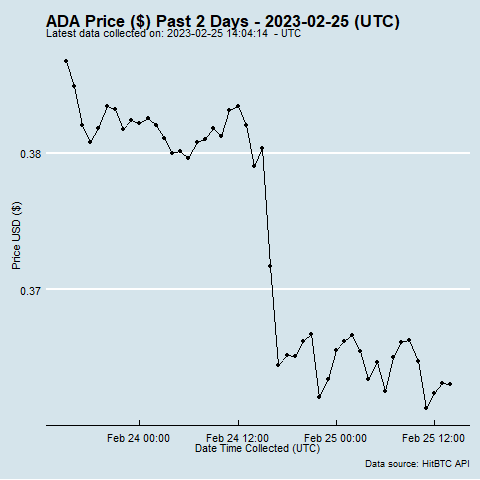 ADA Price ($) Past 2 Days - 2023-02-25 (UTC)
Latest data collected on: 2023-02-25 14:04:14  - UTC
0.38
0.37
Price USD ($)
Feb 24 00:00
Feb 24 12:00
Feb 25 00:00
Feb 25 12:00
Date Time Collected (UTC)
Data source: HitBTC API